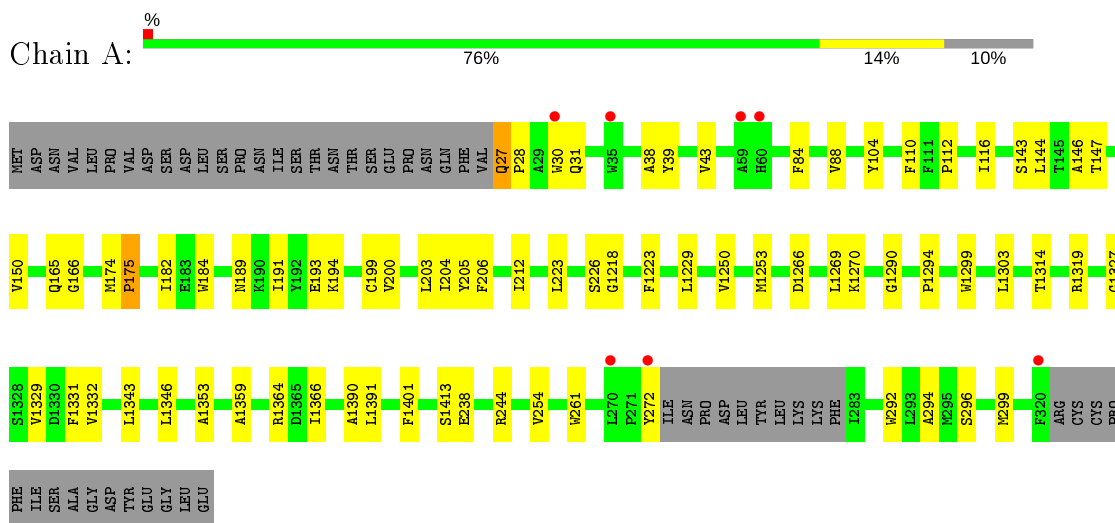 %
Chain A:
76% 14% 10%
MET ASP ASN VAL LEU PRO VAL ASP SER ASP LEU SER PRO ASN ILE SER THR ASN THR SER GLU PRO ASN GLN PHE VAL Q27 P28 A29 W30 Q31 W35 A38 Y39 V43 A59 H60 F84 V88 Y104 F110 F111 P112 I116 S143 L144 T145 A146 T147
V150 Q165 G166 M174 P175 I182 E183 W184 N189 K190 I191 Y192 E193 K194 C199 V200 L203 I204 Y205 F206 I212 L223 S226 G1218 F1223 L1229 V1250 M1253 D1266 L1269 K1270 G1290 P1294 W1299 L1303 T1314 R1319
S1328 V1329 D1330 F1331 V1332 L1343 L1346 A1353 A1359 R1364 D1365 I1366 A1390 L1391 F1401 S1413 E238 R244 V254 W261 L270 P271 Y272 ILE ASN PRO ASP LEU TYR LEU LYS LYS PHE I283 W292 L293 A294 M295 S296 M299 F320 ARG CYS CYS PRO
PHE ILE SER ALA GLY ASP TYR GLU GLY LEU GLU